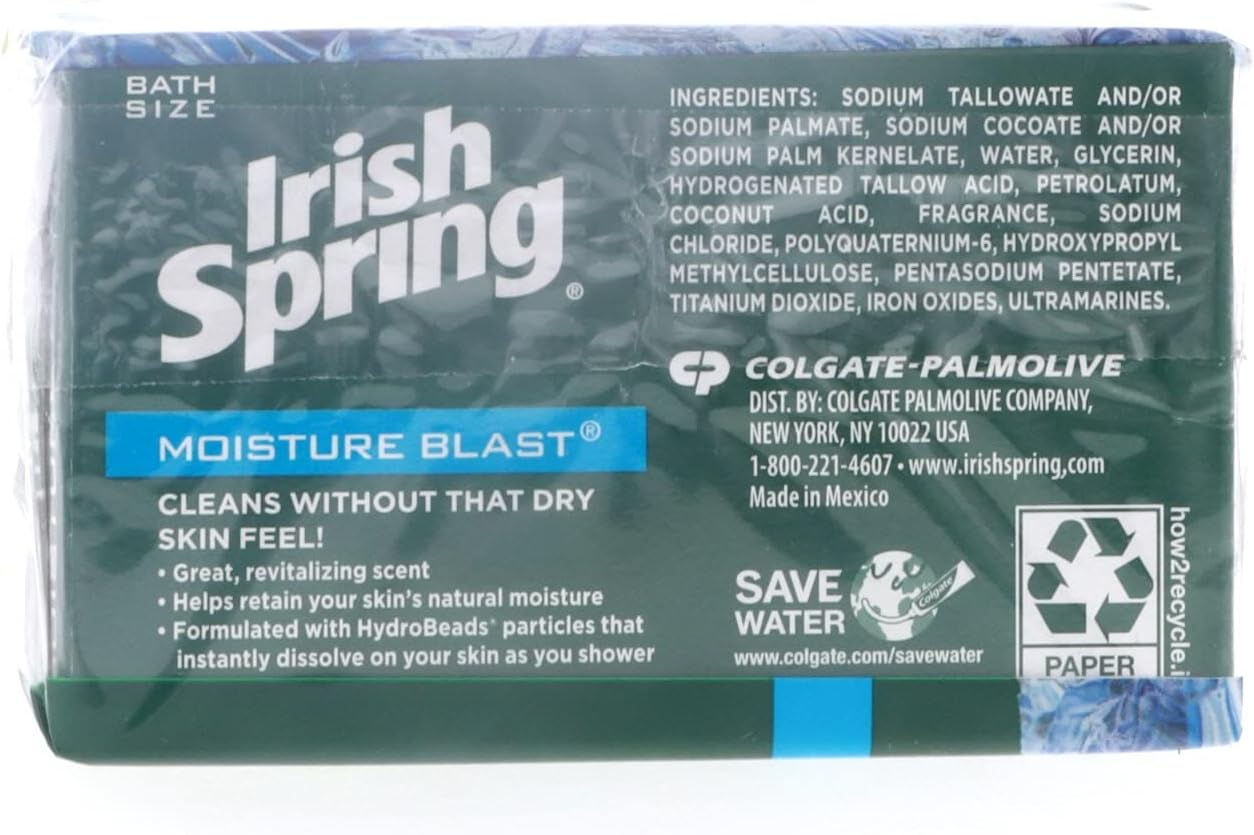 BATH
SIZE
Irish
Spring®
MOISTURE BLAST®
CLEANS WITHOUT THAT DRY
SKIN FEEL!
• Great, revitalizing scent
• Helps retain your skin's natural moisture
• Formulated with HydroBeads* particles that
instantly dissolve on your skin as you shower
INGREDIENTS: SODIUM TALLOWATE AND/OR
SODIUM PALMATE, SODIUM COCOATE AND/OR
SODIUM PALM KERNELATE, WATER, GLYCERIN,
HYDROGENATED TALLOW ACID, PETROLATUM,
COCONUT ACID, FRAGRANCE, SODIUM
CHLORIDE, POLYQUATERNIUM-6, HYDROXYPROPYL
METHYLCELLULOSE, PENTASODIUM PENTETATE,
TITANIUM DIOXIDE, IRON OXIDES, ULTRAMARINES.
CP COLGATE-PALMOLIVE
DIST. BY: COLGATE PALMOLIVE COMPANY,
NEW YORK, NY 10022 USA
1-800-221-4607 • www.irishspring,com
Made in Mexico
SAVE
WATER
Colgate
www.colgate.com/savewater
PAPER
how2recycle.i